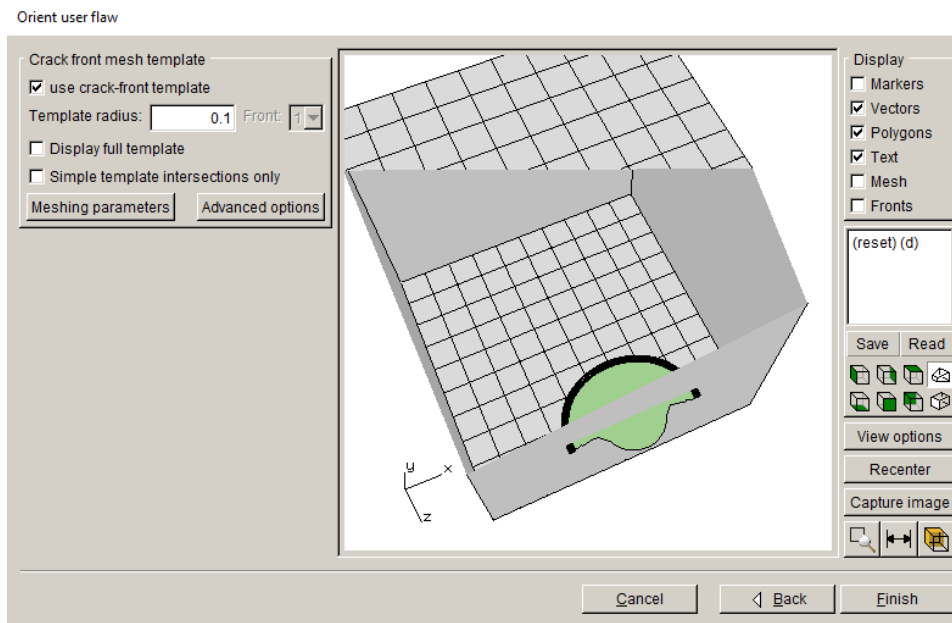 Orient user flaw
Crack front mesh template
use crack-front template
Template radius: 0.1 Front: 1
Display full template
Simple template intersections only
Meshing parameters Advanced options
y
x
z
Display
Markers
Vectors
Polygons
Text
Mesh
Fronts
(reset) (d)
Save Read
View options
Recenter
Capture image
Cancel Back Finish